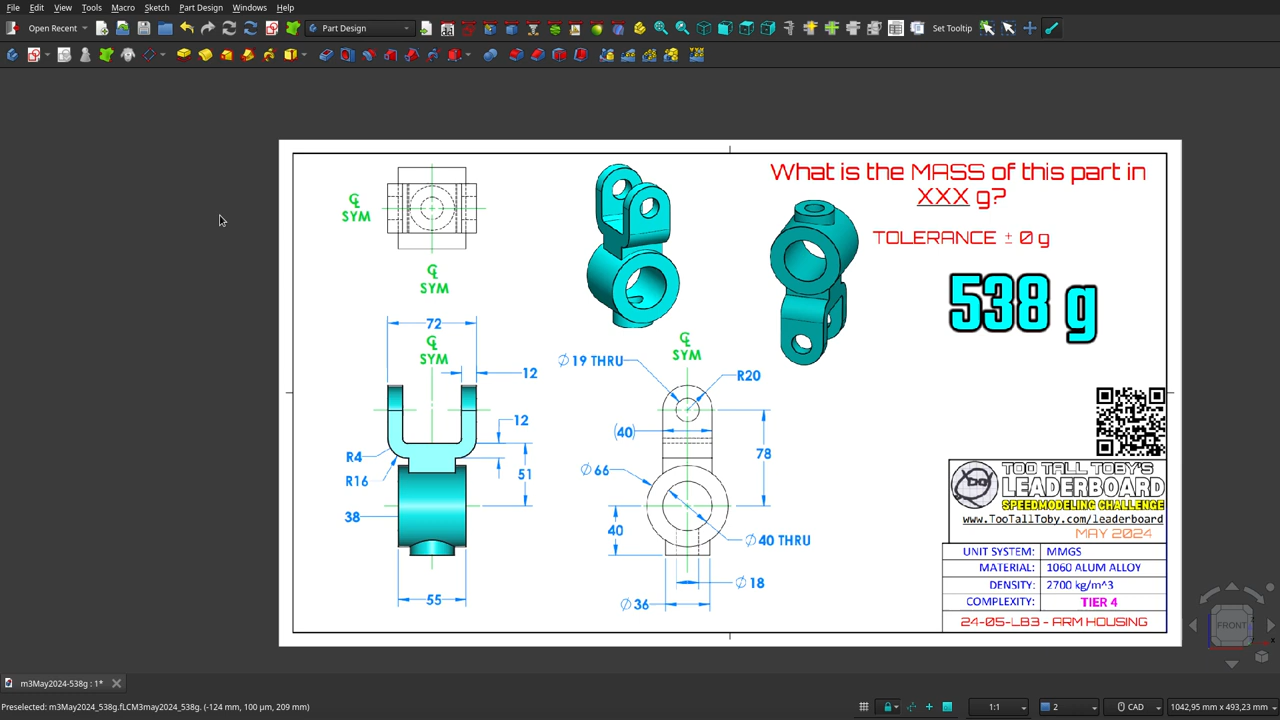 File Edit View Tools Macro Sketch Part Design Windows Help
Open Recent
Part Design
Set Tooltip
What is the MASS of this part in
XXX g?
TOLERANCE ± 0 g
538 g
℄
SYM
℄
SYM
72
℄
SYM
12
12
R4
R16
51
38
55
℄
SYM
Ø 19 THRU
R20
(40)
78
Ø 66
40
Ø 40 THRU
Ø 18
Ø 36
TOO TALL TOBY'S
LEADERBOARD
SPEEDMODELING CHALLENGE
www.TooTallToby.com/leaderboard
MAY 2024
UNIT SYSTEM: MMGS
MATERIAL: 1060 ALUM ALLOY
DENSITY: 2700 kg/m^3
COMPLEXITY: TIER 4
24-05-LB3 - ARM HOUSING
FRONT
m3May2024-538g : 1*
Preselected: m3May2024_538g.fLCM3may2024_538g. (-124 mm, 100 µm, 209 mm)
1:1
2
CAD
1042,95 mm x 493,23 mm